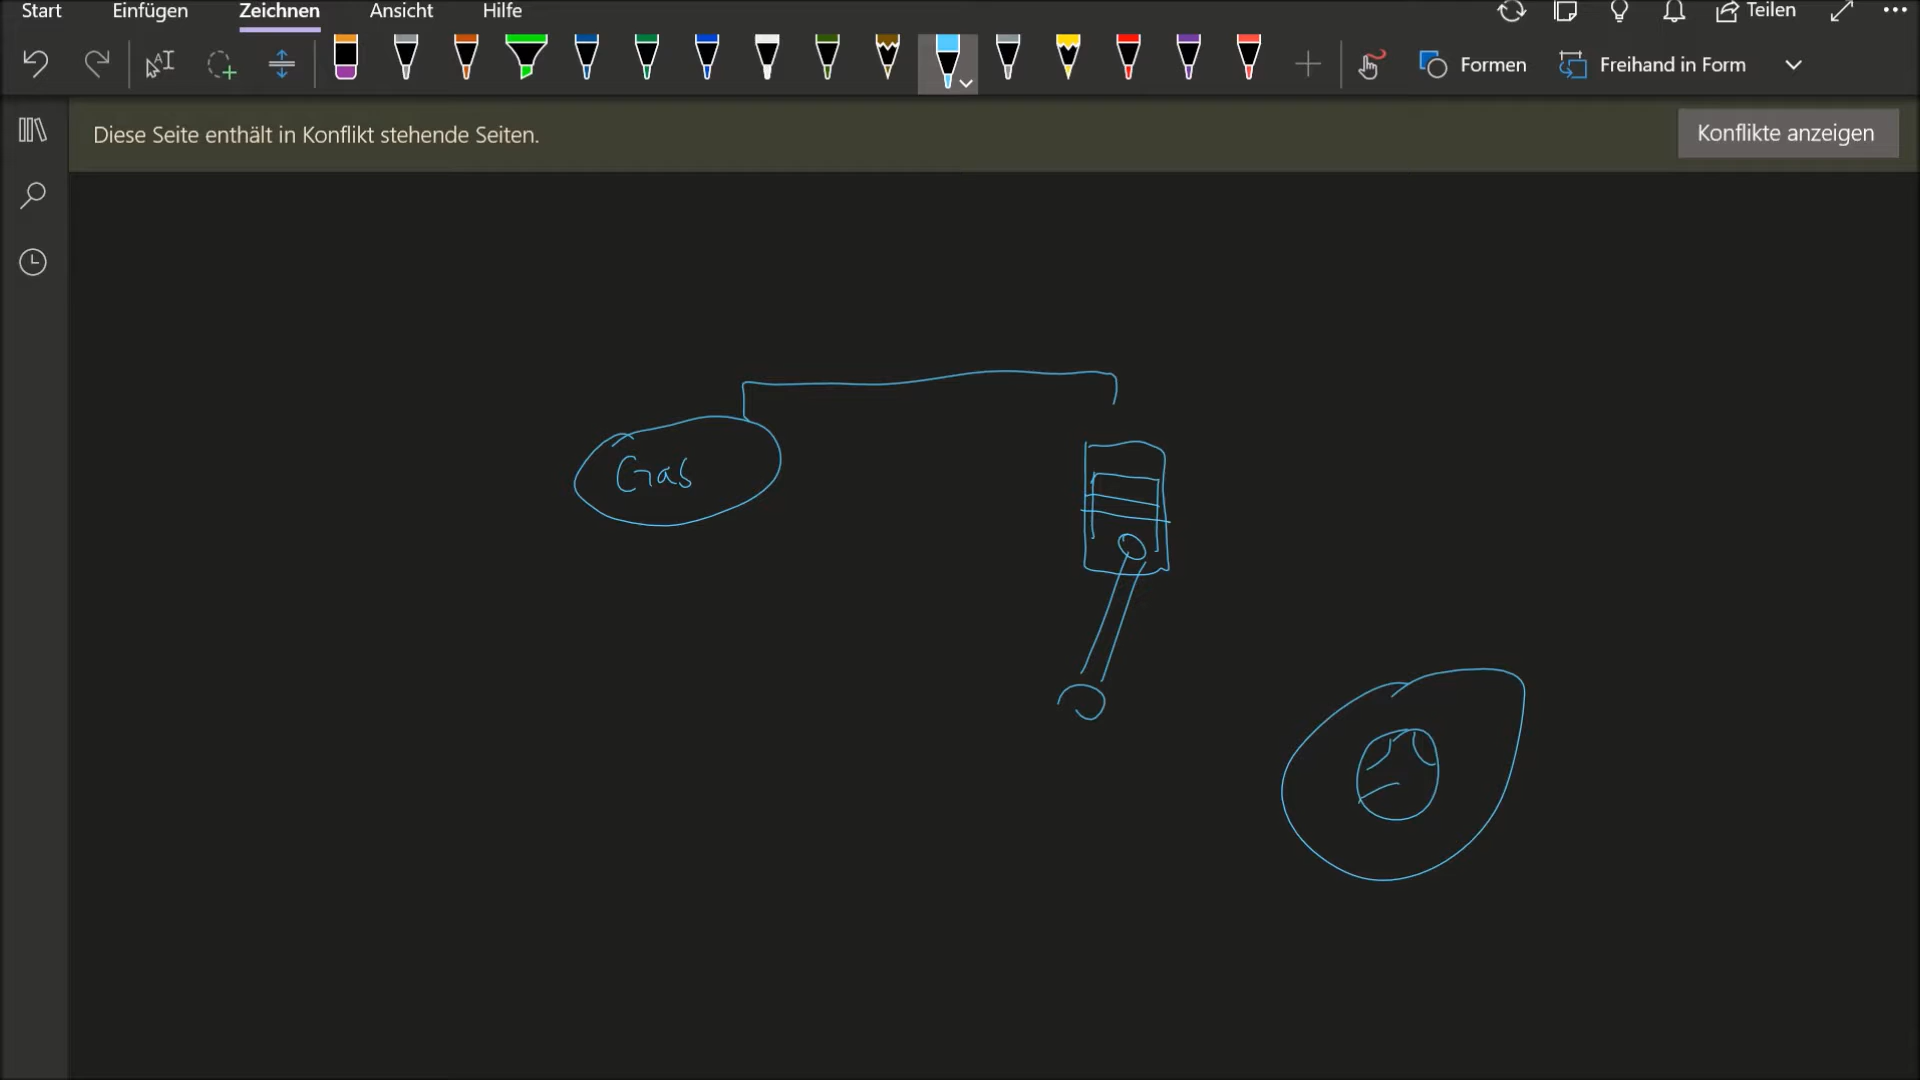 Start Einfügen Zeichnen Ansicht Hilfe Teilen
Formen Freihand in Form
Diese Seite enthält in Konflikt stehende Seiten. Konflikte anzeigen
Gas